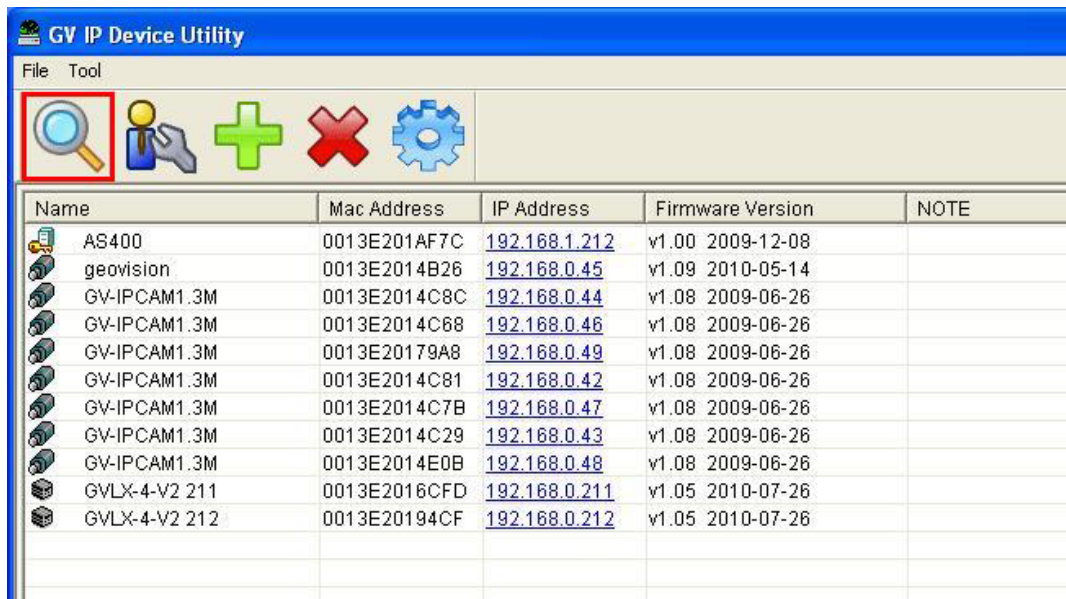 GV IP Device Utility
File Tool
Name Mac Address IP Address Firmware Version NOTE
AS400 0013E201AF7C 192.168.1.212 v1.00 2009-12-08
geovision 0013E2014B26 192.168.0.45 v1.09 2010-05-14
GV-IPCAM1.3M 0013E2014C8C 192.168.0.44 v1.08 2009-06-26
GV-IPCAM1.3M 0013E2014C68 192.168.0.46 v1.08 2009-06-26
GV-IPCAM1.3M 0013E20179A8 192.168.0.49 v1.08 2009-06-26
GV-IPCAM1.3M 0013E2014C81 192.168.0.42 v1.08 2009-06-26
GV-IPCAM1.3M 0013E2014C7B 192.168.0.47 v1.08 2009-06-26
GV-IPCAM1.3M 0013E2014C29 192.168.0.43 v1.08 2009-06-26
GV-IPCAM1.3M 0013E2014E0B 192.168.0.48 v1.08 2009-06-26
GVLX-4-V2 211 0013E2016CFD 192.168.0.211 v1.05 2010-07-26
GVLX-4-V2 212 0013E20194CF 192.168.0.212 v1.05 2010-07-26